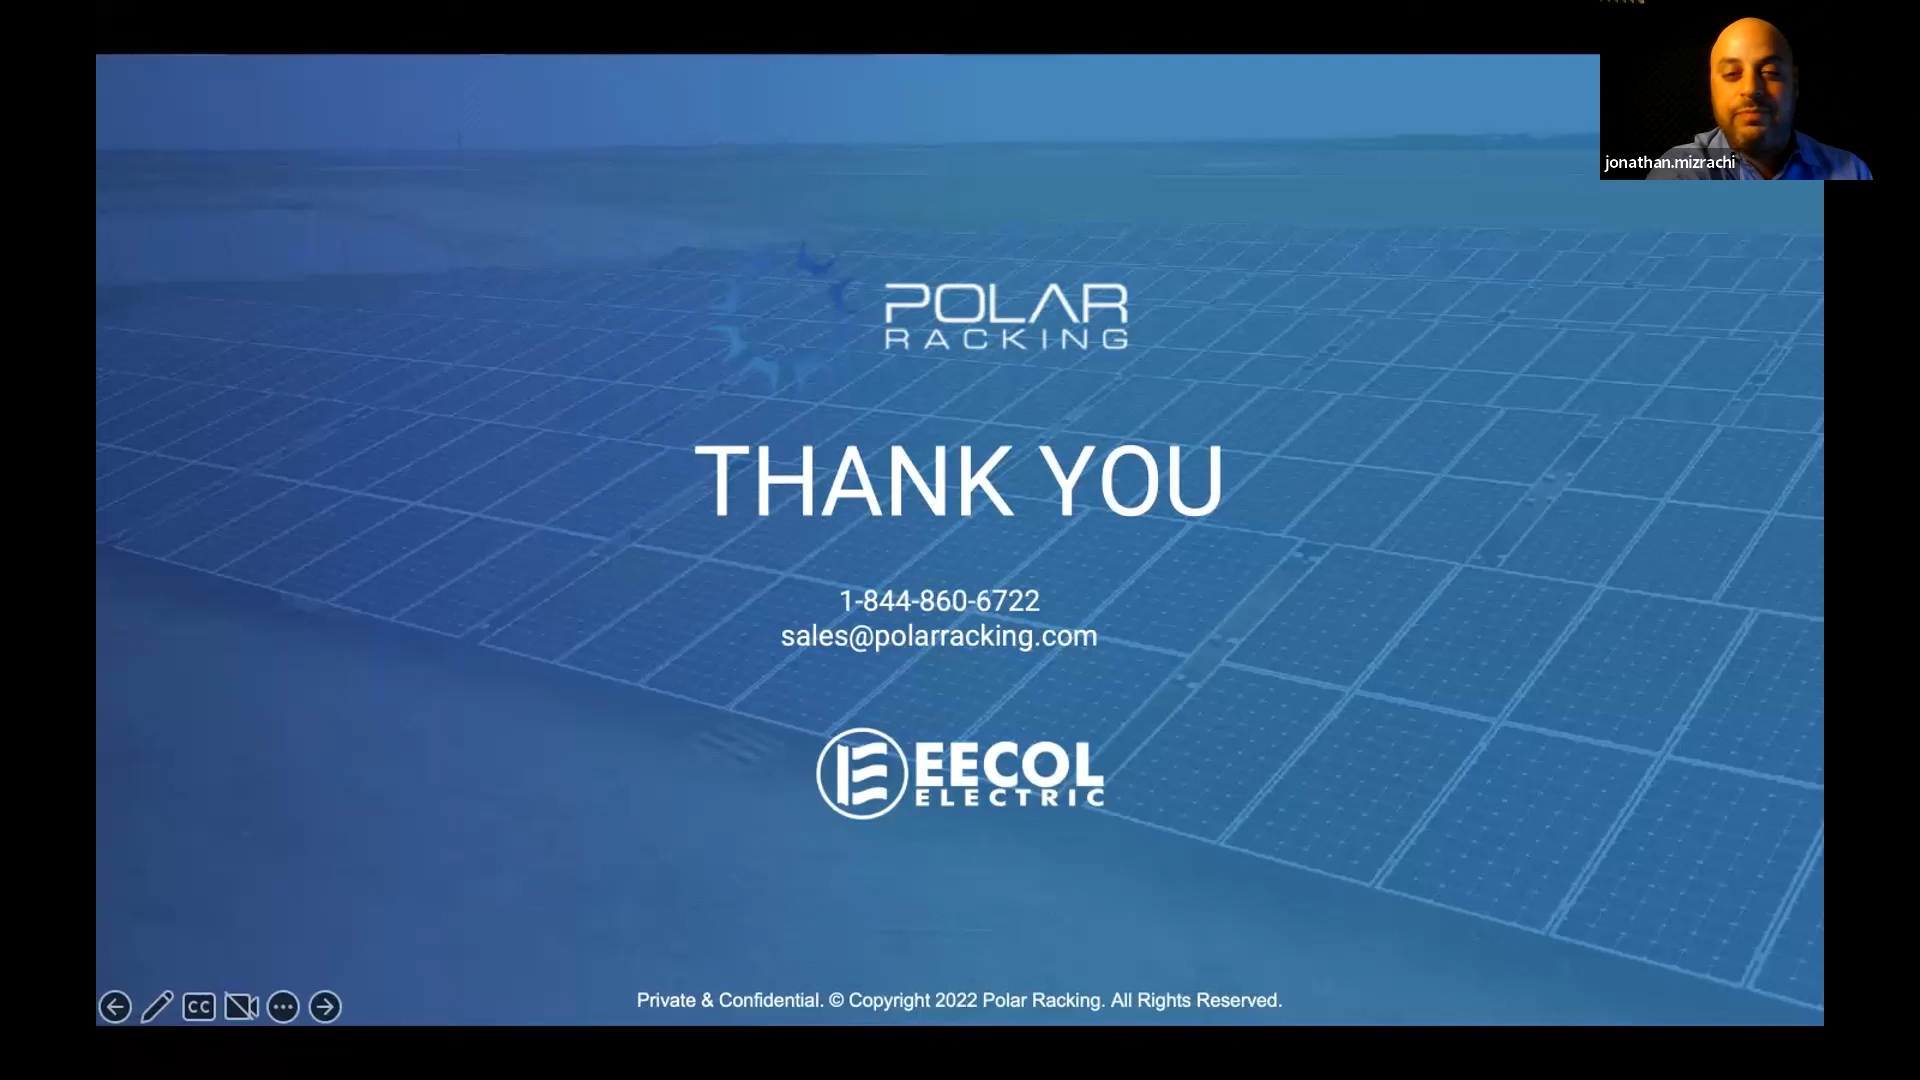 jonathan.mizrachi
POLAR
RACKING
THANK YOU
1-844-860-6722
sales@polarracking.com
EECOL
ELECTRIC
CC
Private & Confidential. © Copyright 2022 Polar Racking. All Rights Reserved.